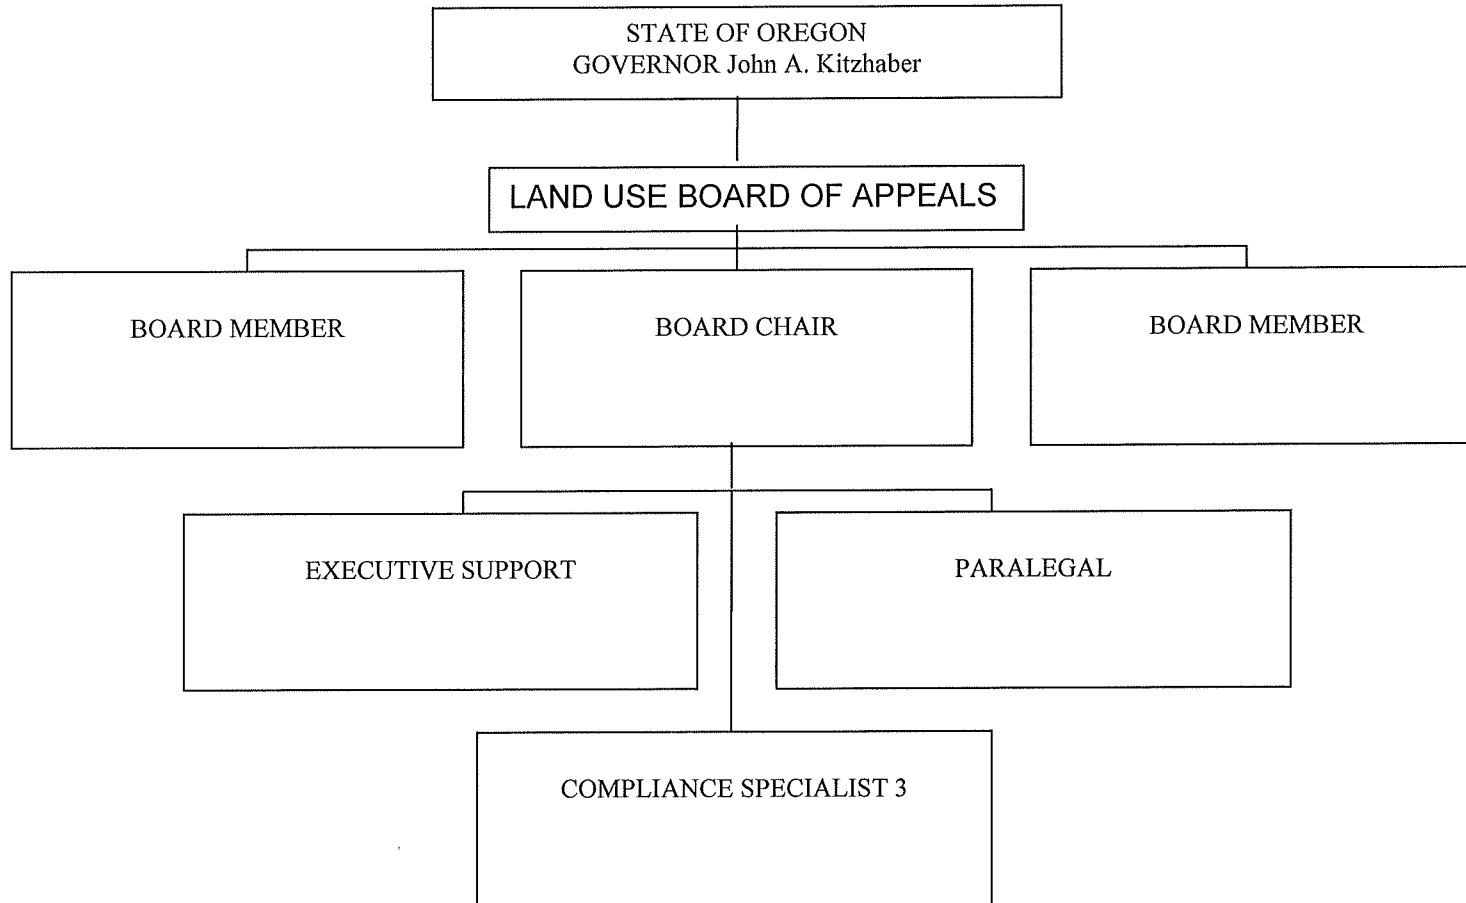 STATE OF OREGON
GOVERNOR John A. Kitzhaber
LAND USE BOARD OF APPEALS
BOARD MEMBER
BOARD CHAIR
BOARD MEMBER
EXECUTIVE SUPPORT
PARALEGAL
COMPLIANCE SPECIALIST 3